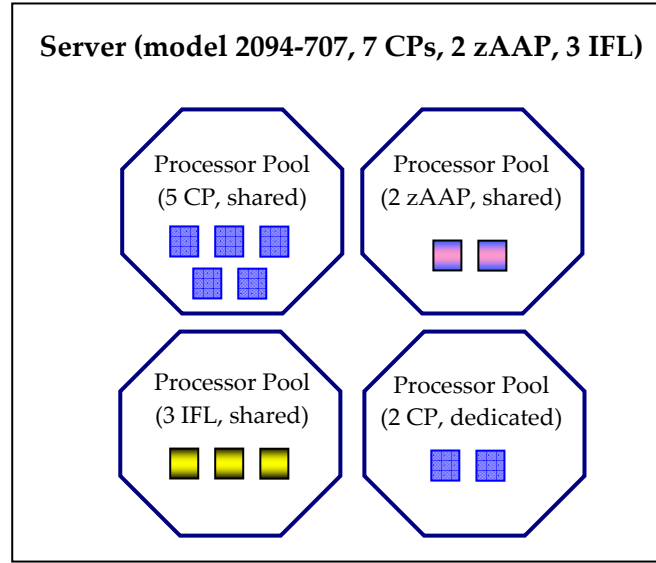 Server (model 2094-707, 7 CPs, 2 zAAP, 3 IFL)
Processor Pool
(5 CP, shared)
Processor Pool
(2 zAAP, shared)
Processor Pool
(3 IFL, shared)
Processor Pool
(2 CP, dedicated)